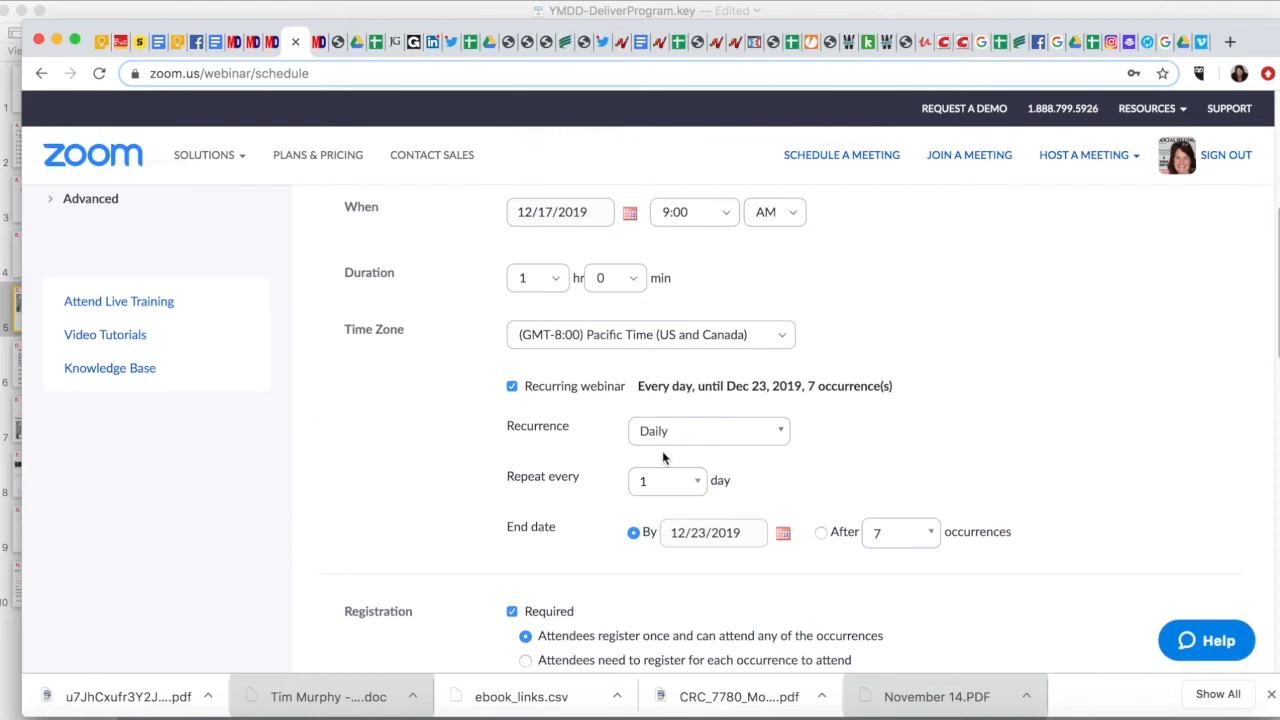 YMDD-DeliverProgram.key — Edited
zoom.us/webinar/schedule
REQUEST A DEMO 1.888.799.5926 RESOURCES SUPPORT
zoom SOLUTIONS PLANS & PRICING CONTACT SALES SCHEDULE A MEETING JOIN A MEETING HOST A MEETING SIGN OUT
Advanced
Attend Live Training
Video Tutorials
Knowledge Base
When 12/17/2019 9:00 AM
Duration 1 hr 0 min
Time Zone (GMT-8:00) Pacific Time (US and Canada)
Recurring webinar Every day, until Dec 23, 2019, 7 occurrence(s)
Recurrence Daily
Repeat every 1 day
End date By 12/23/2019 After 7 occurrences
Registration Required
Attendees register once and can attend any of the occurrences
Attendees need to register for each occurrence to attend
Help
u7JhCxufr3Y2J....pdf Tim Murphy -....doc ebook_links.csv CRC_7780_Mo....pdf November 14.PDF Show All